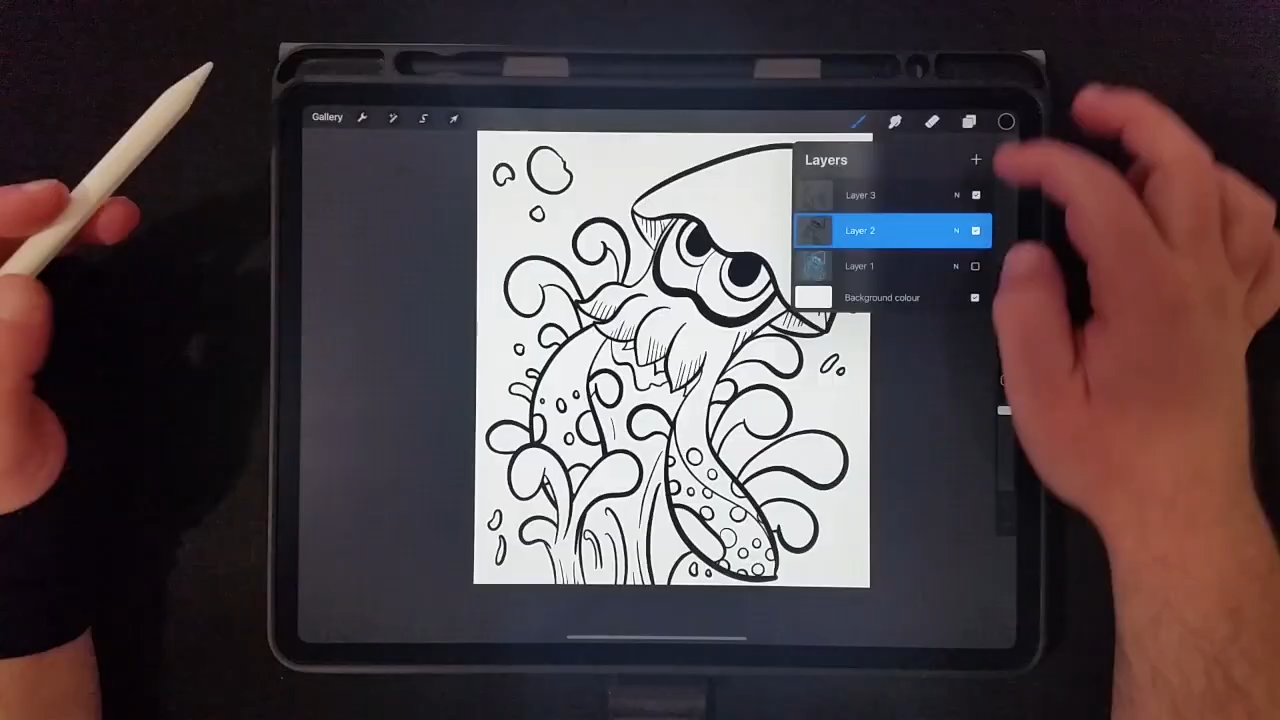 Gallery
Layers
Layer 3 N
Layer 2 N
Layer 1 N
Background colour